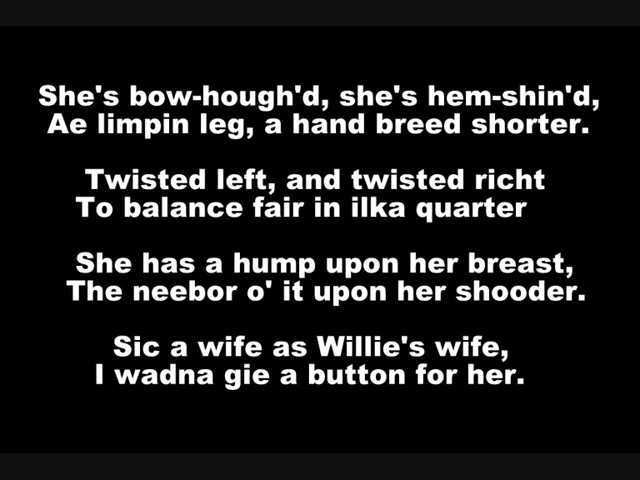 She's bow-hough'd, she's hem-shin'd,
Ae limpin leg, a hand breed shorter.
Twisted left, and twisted richt
To balance fair in ilka quarter
She has a hump upon her breast,
The neebor o' it upon her shooder.
Sic a wife as Willie's wife,
I wadna gie a button for her.